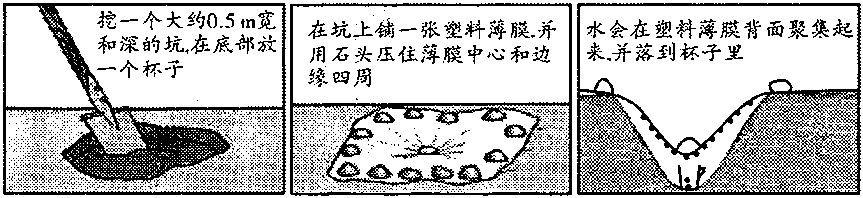 挖一个大约0.5m宽
和深的坑,在底部放
一个杯子
在坑上铺一张塑料薄膜,并
用石头压住薄膜中心和边
缘四周
水会在塑料薄膜背面聚集起
来,并落到杯子里